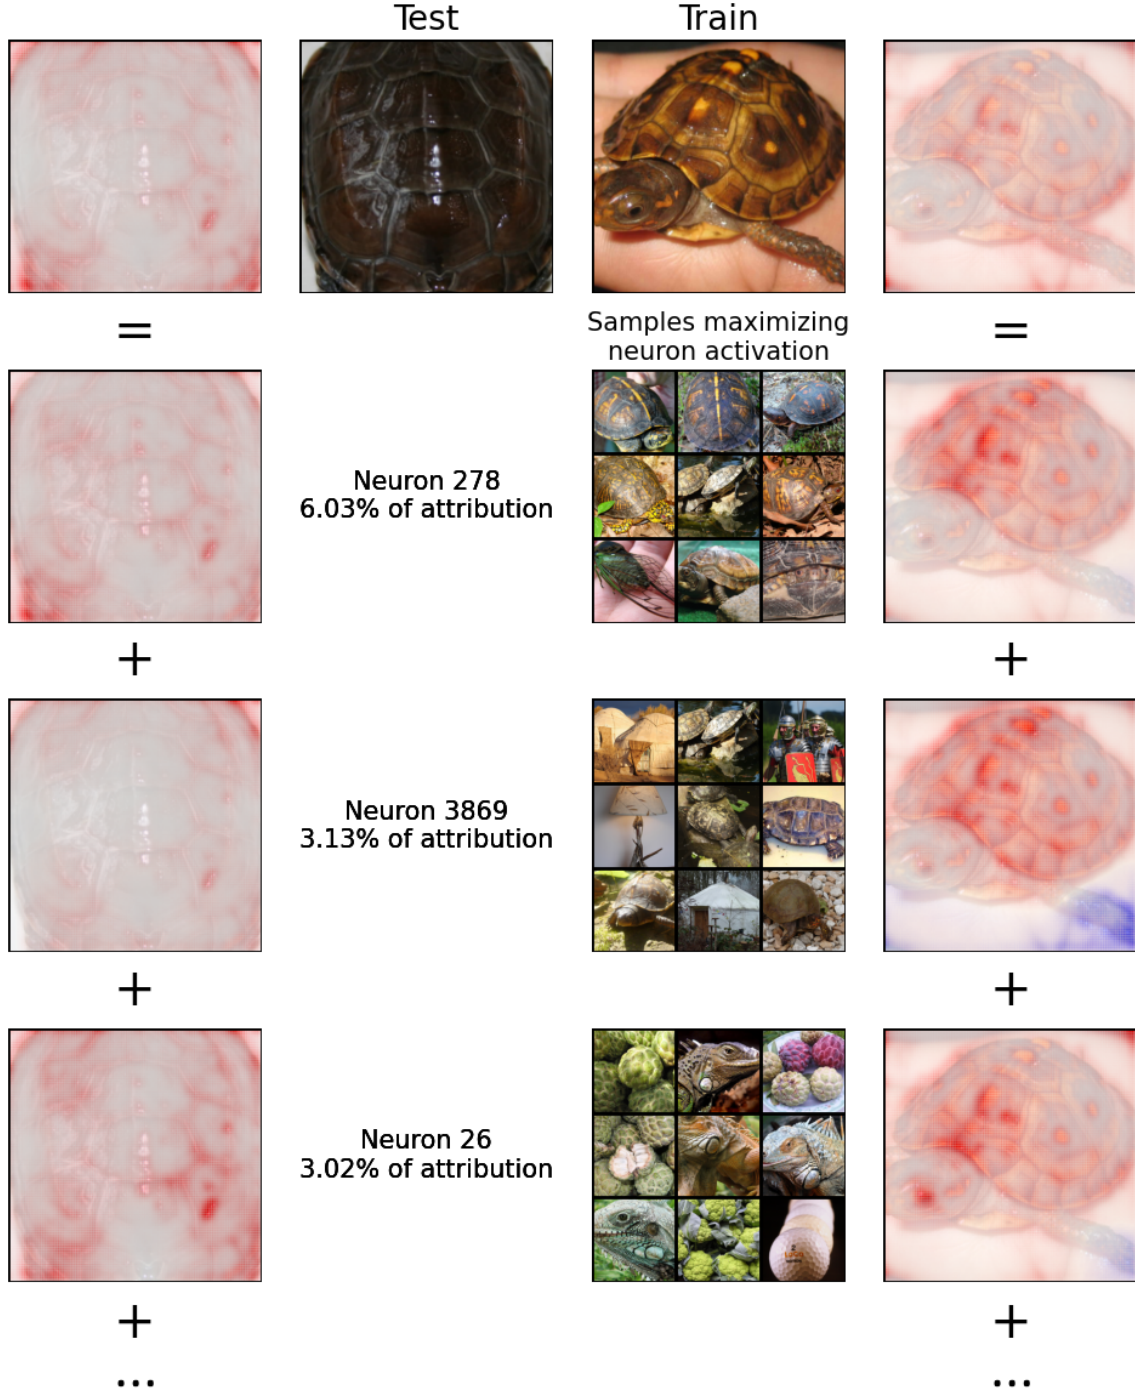 Test
Train
=
=
Samples maximizing
neuron activation
Neuron 278
6.03% of attribution
+
+
Neuron 3869
3.13% of attribution
+
+
Neuron 26
3.02% of attribution
+
+
...
...